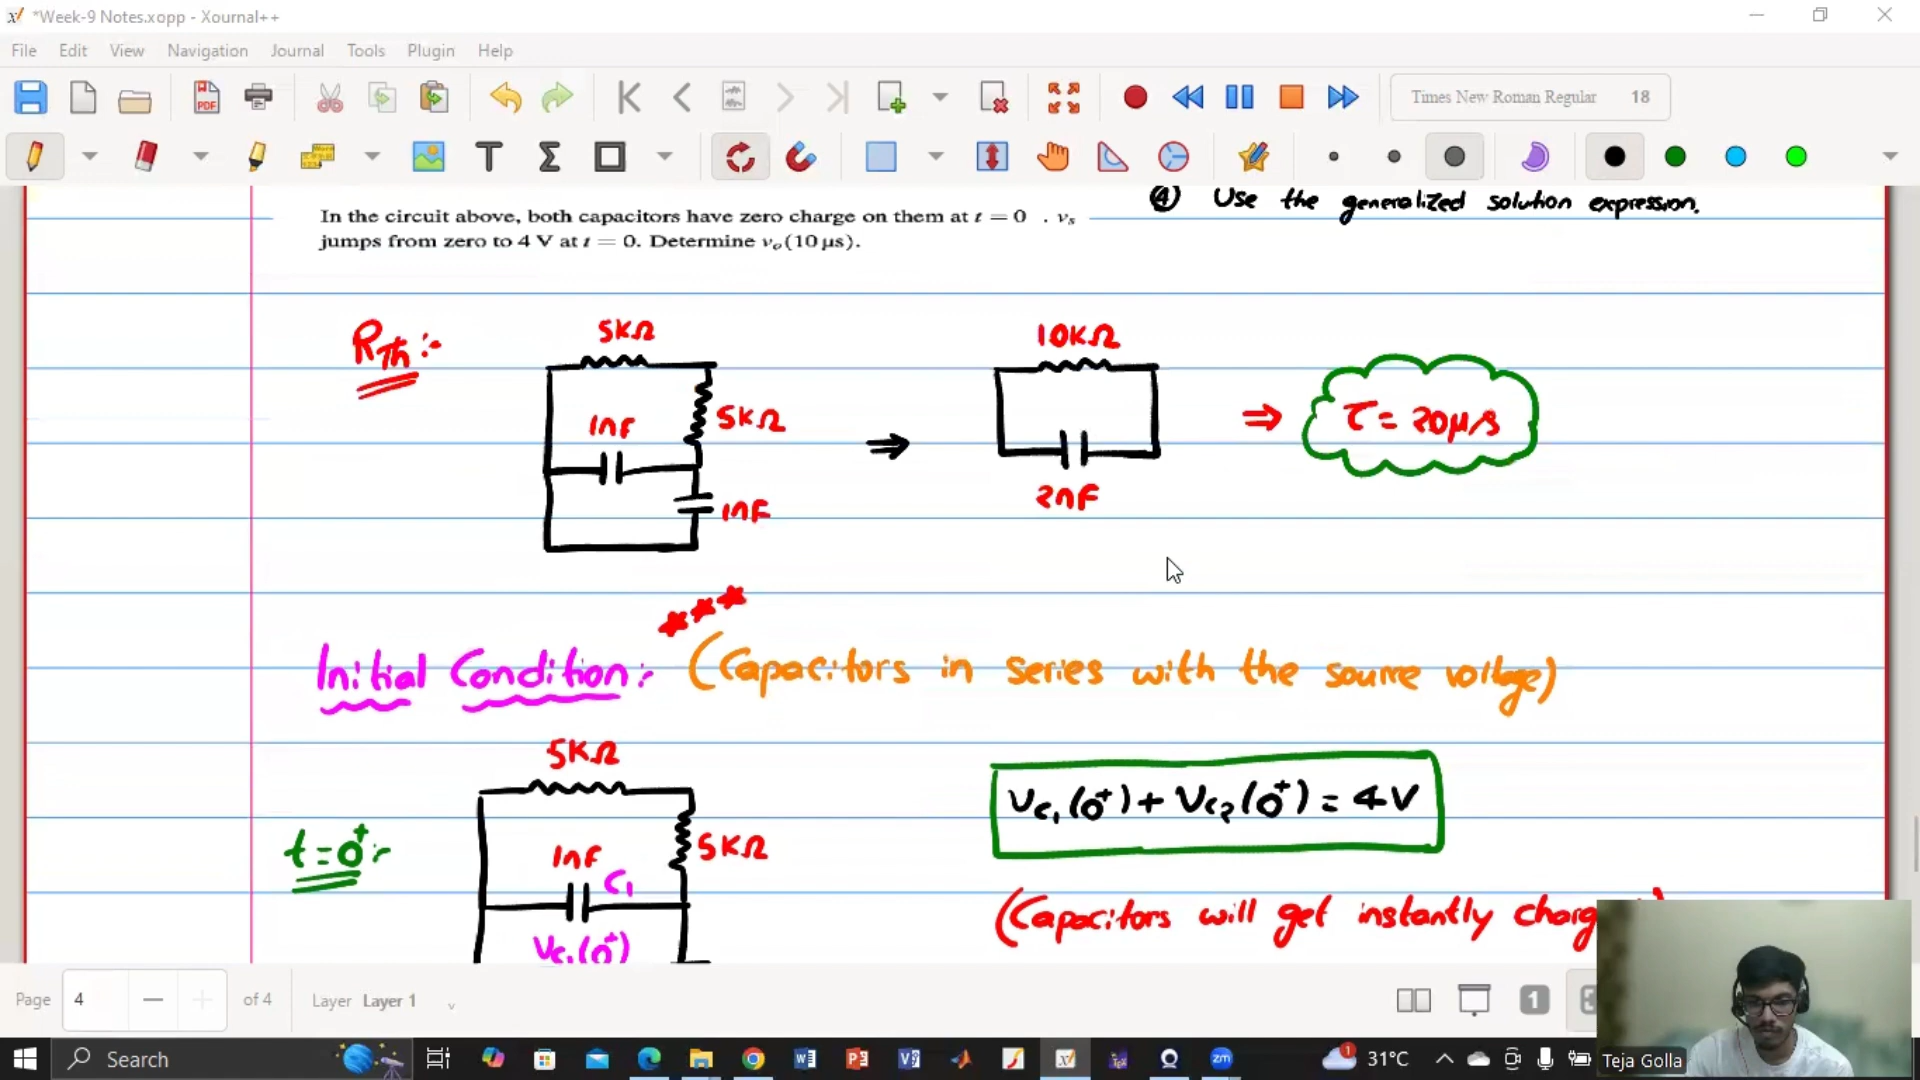 *Week-9 Notes.xopp - Xournal++
File Edit View Navigation Journal Tools Plugin Help
PDF
Times New Roman Regular 18
④ Use the generalized solution expression.
In the circuit above, both capacitors have zero charge on them at t = 0 . vs
jumps from zero to 4 V at t = 0. Determine vo(10 μs).
RTh :-
5KΩ
5KΩ
1nF
1nF
⇒
10KΩ
2nF
⇒ τ = 20μs
***
Initial Condition :- (Capacitors in series with the source voltage)
t = 0⁺ :-
5KΩ
5KΩ
1nF
C₁
VC₁(0⁺)
VC₁(0⁺) + VC₂(0⁺) = 4V
(Capacitors will get instantly charg
Page 4 of 4 Layer Layer 1
1
Search
31°C
Teja Golla
zm